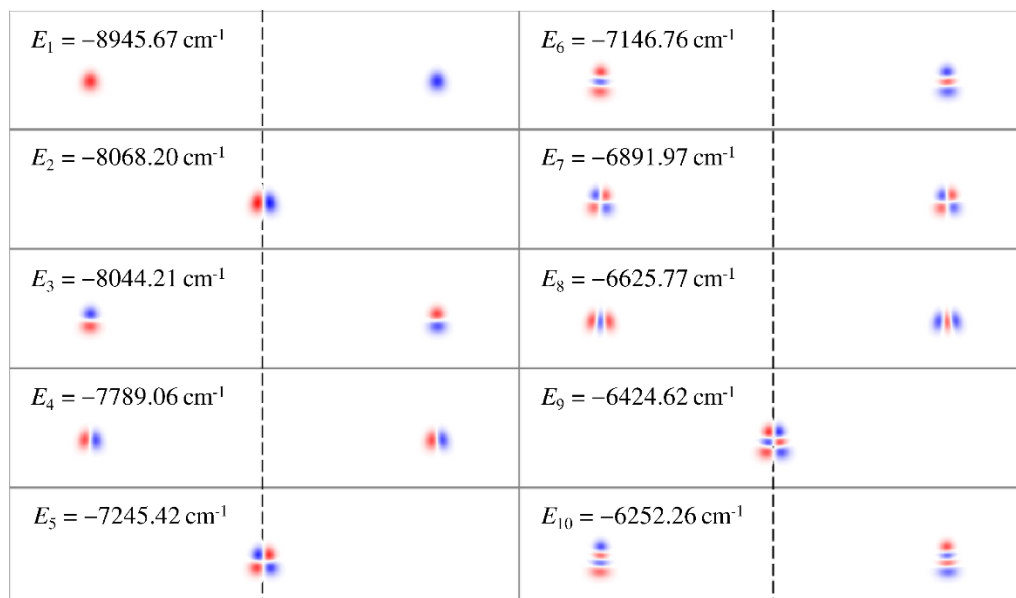 E₁ = −8945.67 cm⁻¹
E₂ = −8068.20 cm⁻¹
E₃ = −8044.21 cm⁻¹
E₄ = −7789.06 cm⁻¹
E₅ = −7245.42 cm⁻¹
E₆ = −7146.76 cm⁻¹
E₇ = −6891.97 cm⁻¹
E₈ = −6625.77 cm⁻¹
E₉ = −6424.62 cm⁻¹
E₁₀ = −6252.26 cm⁻¹